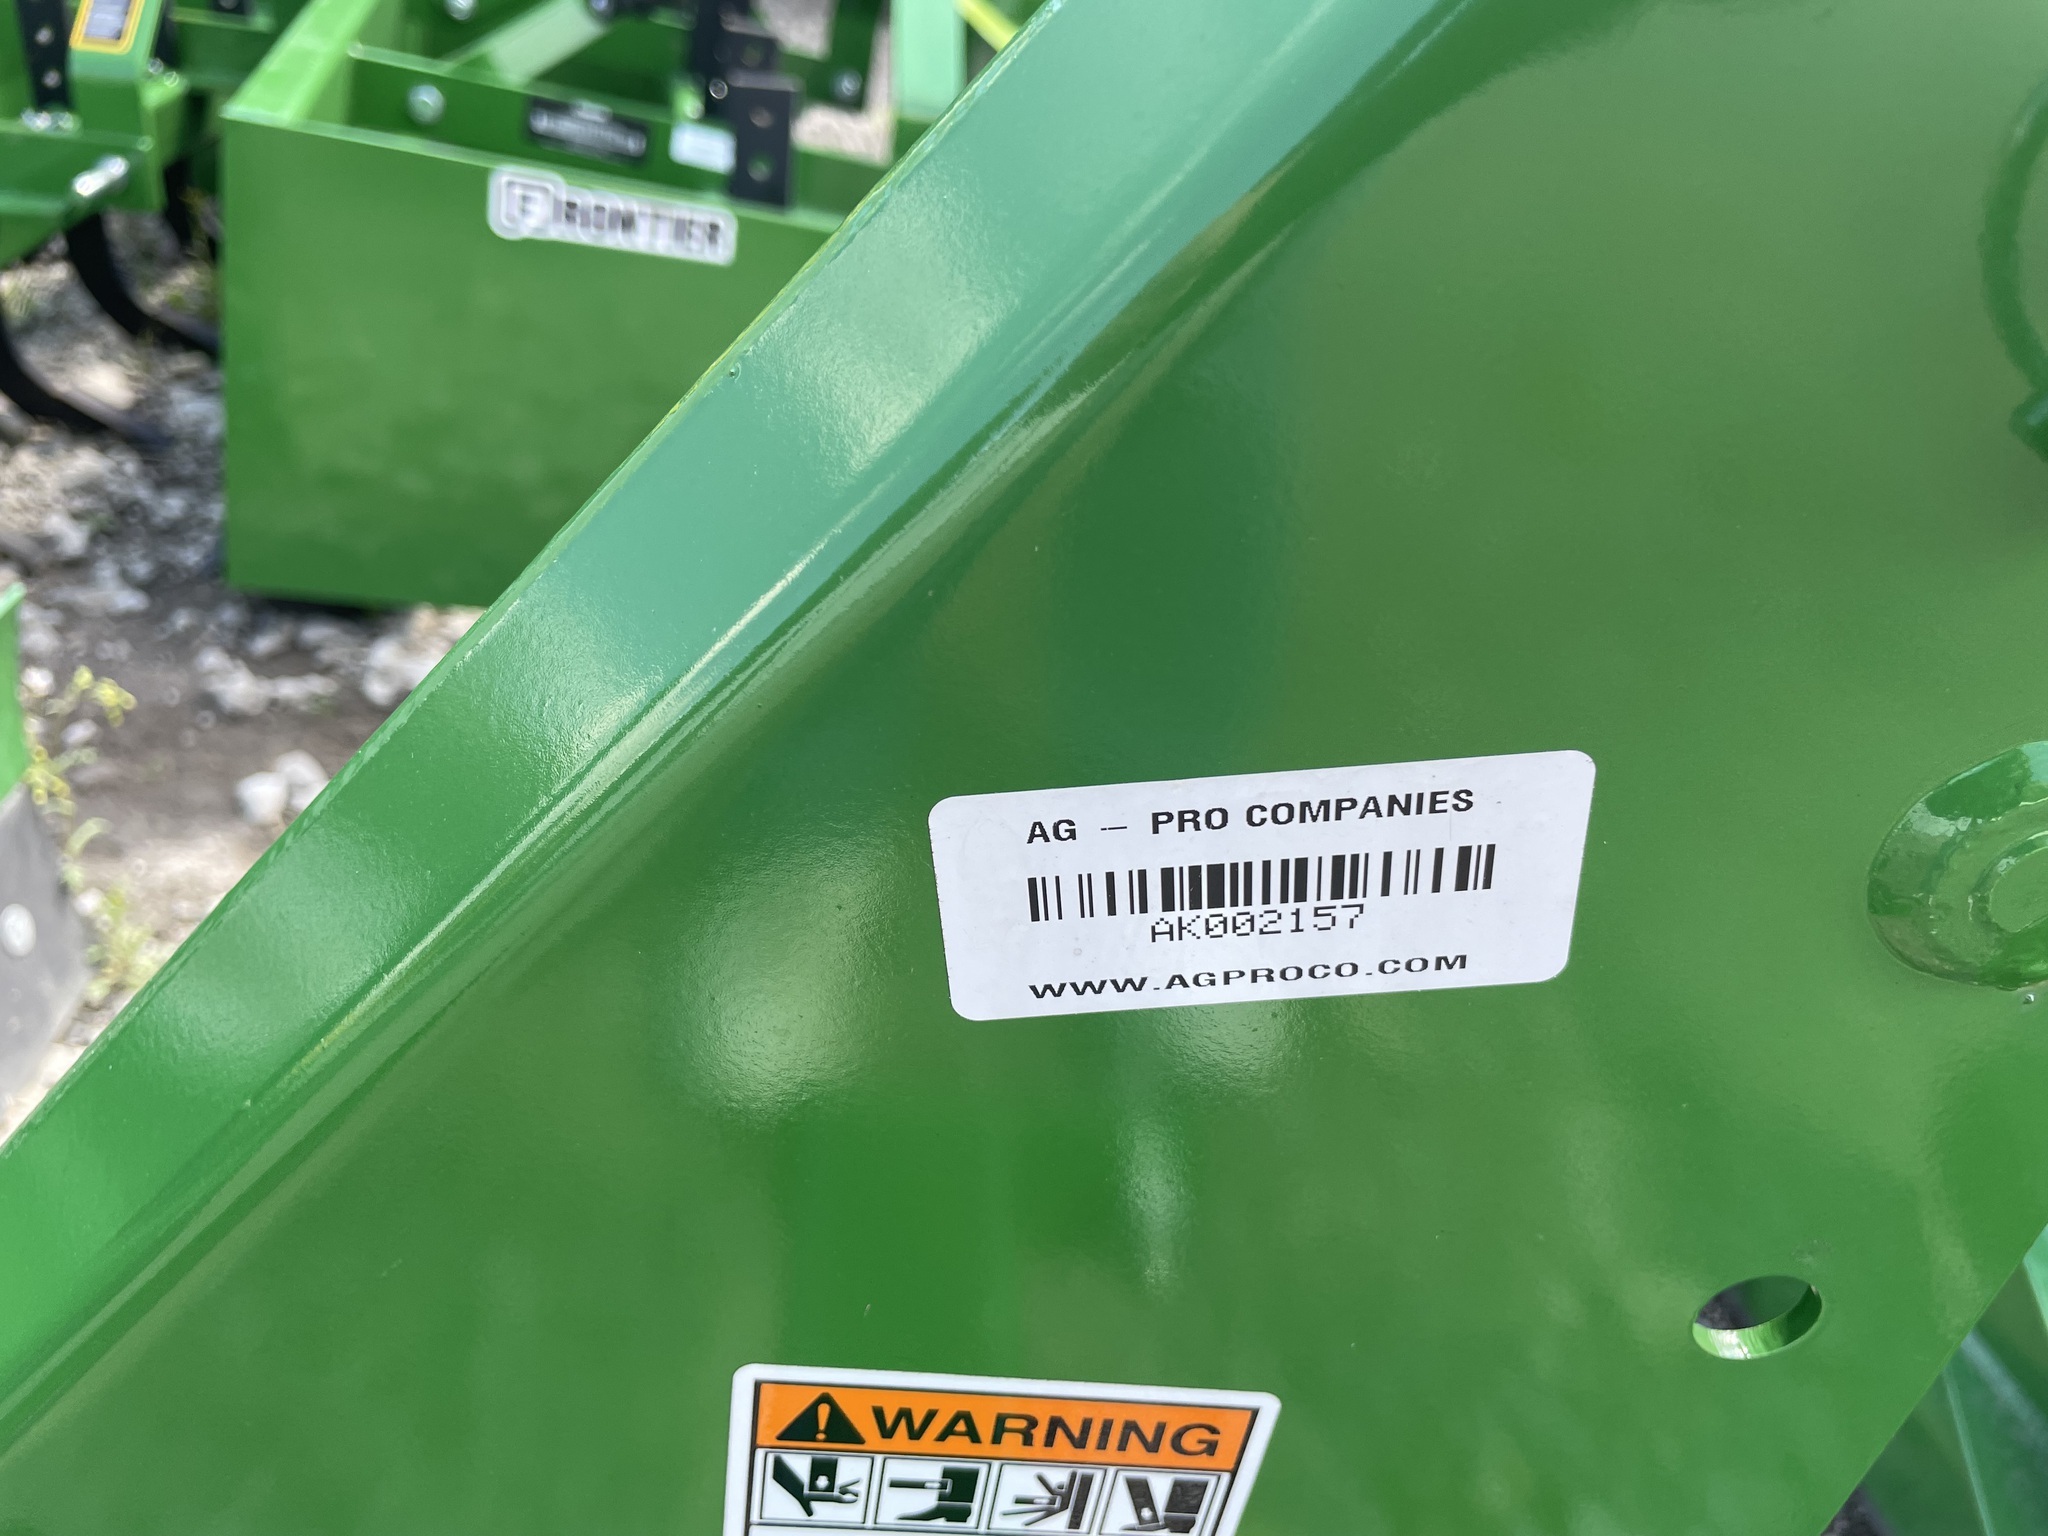 FRONTIER
AG - PRO COMPANIES
AK002157
WWW.AGPROCO.COM
WARNING